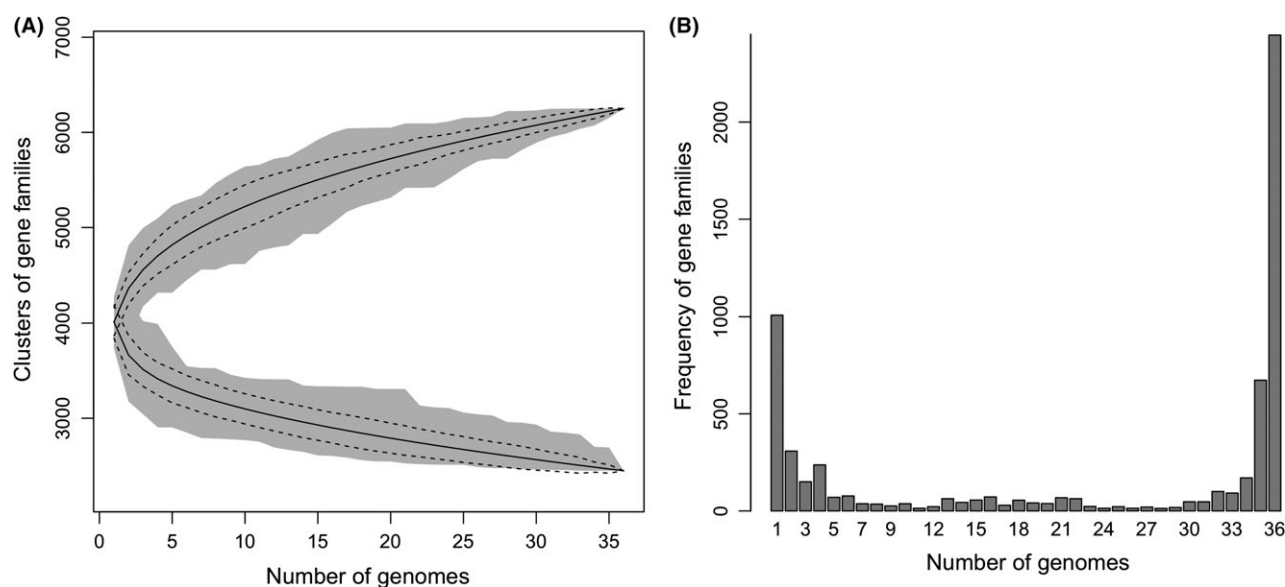 (A)
7000
6000
5000
4000
3000
Clusters of gene families
0 5 10 15 20 25 30 35
Number of genomes
(B)
2000
1500
1000
500
0
Frequency of gene families
1 3 5 7 9 12 15 18 21 24 27 30 33 36
Number of genomes